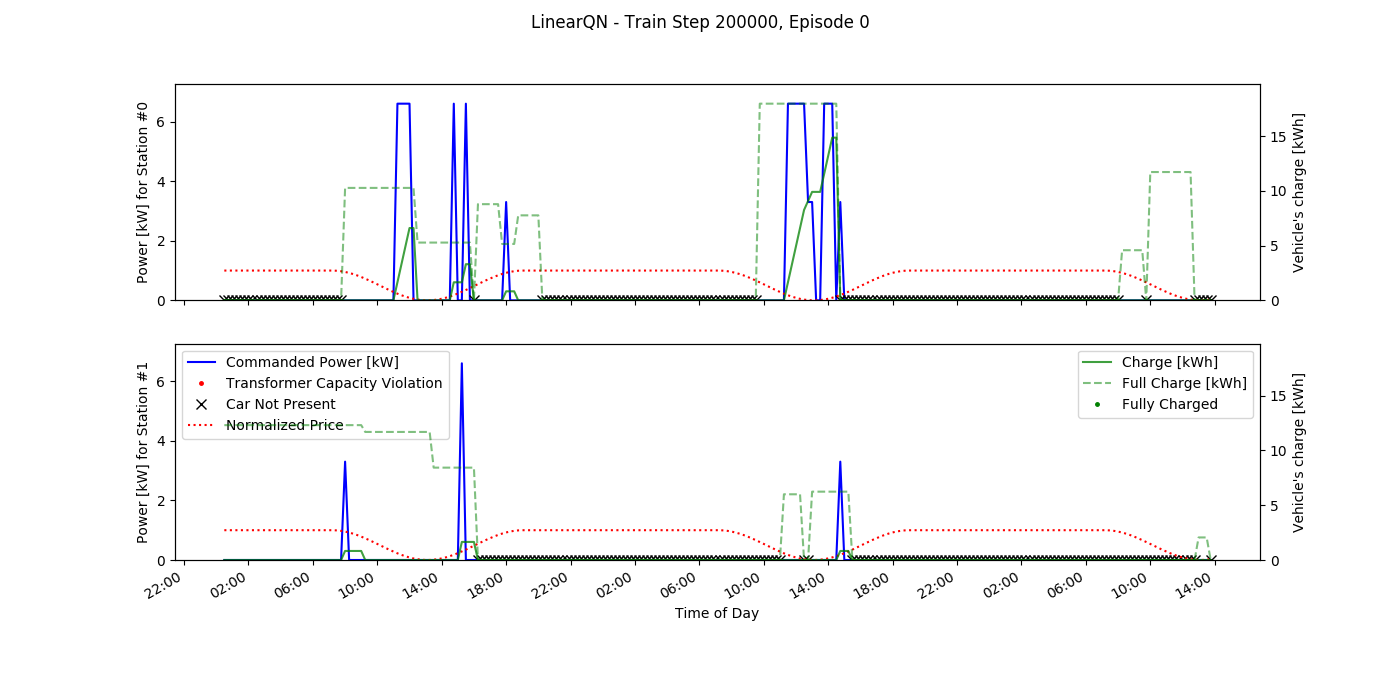 LinearQN - Train Step 200000, Episode 0
Power [kW] for Station #0
6
4
2
0
15
10
5
0
Vehicle's charge [kWh]
Power [kW] for Station #1
6
4
2
0
Commanded Power [kW]
Transformer Capacity Violation
Car Not Present
Normalized Price
Charge [kWh]
Full Charge [kWh]
Fully Charged
15
10
5
0
Vehicle's charge [kWh]
22:00 02:00 06:00 10:00 14:00 18:00 22:00 02:00 06:00 10:00 14:00 18:00 22:00 02:00 06:00 10:00 14:00
Time of Day